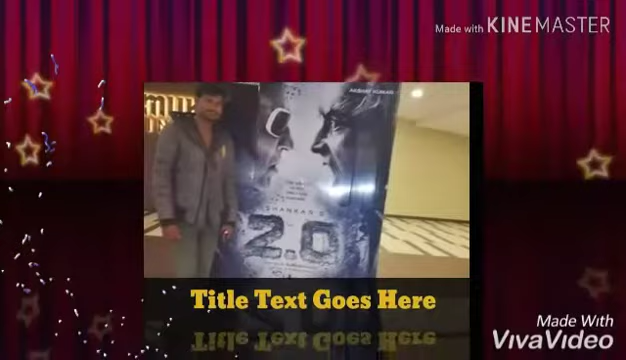 Made with KINEMASTER
AKSHAY KUMAR
SHANKAR'S
2.0
Title Text Goes Here
Title Text Goes Here
Made With
VivaVideo